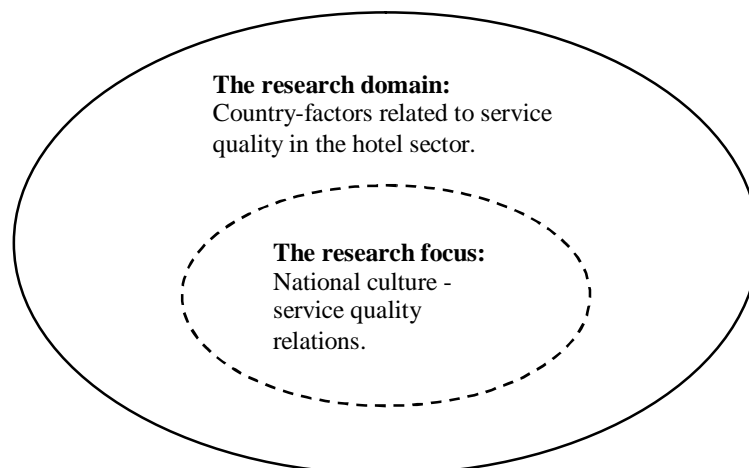 The research domain:
Country-factors related to service
quality in the hotel sector.
The research focus:
National culture -
service quality
relations.